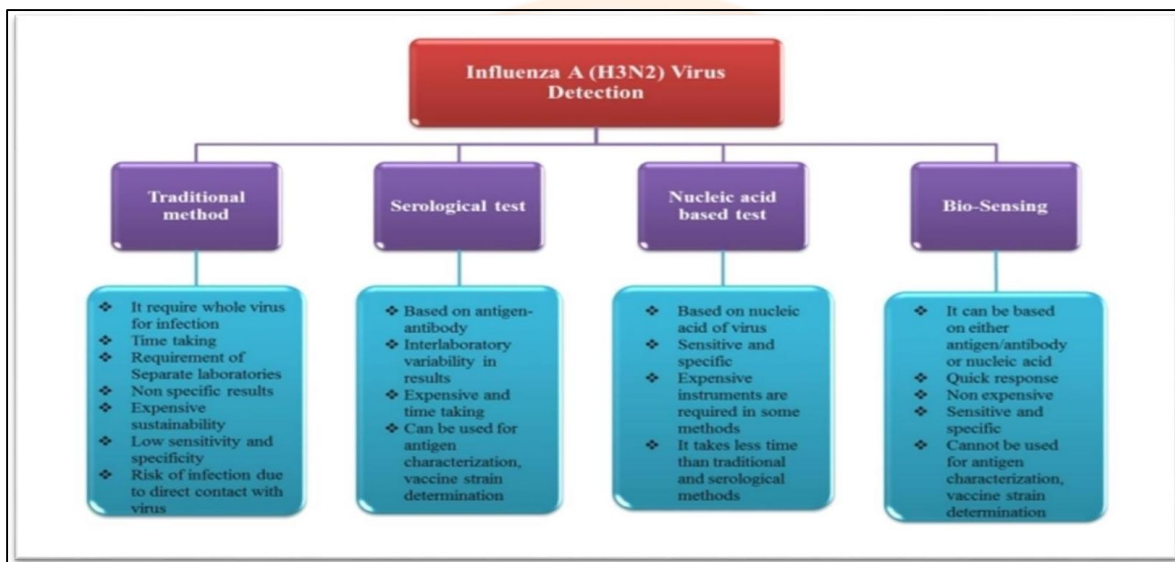 Influenza A (H3N2) Virus
Detection
Traditional
method
Serological test
Nucleic acid
based test
Bio-Sensing
❖ It require whole virus
for infection
❖ Time taking
❖ Requirement of
Separate laboratories
❖ Non specific results
❖ Expensive
sustainability
❖ Low sensitivity and
specificity
❖ Risk of infection due
to direct contact with
virus
❖ Based on antigen-
antibody
❖ Interlaboratory
variability in
results
❖ Expensive and
time taking
❖ Can be used for
antigen
characterization,
vaccine strain
determination
❖ Based on nucleic
acid of virus
❖ Sensitive and
specific
❖ Expensive
instruments are
required in some
methods
❖ It takes less time
than traditional
and serological
methods
❖ It can be based
on either
antigen/antibody
or nucleic acid
❖ Quick response
❖ Non expensive
❖ Sensitive and
specific
❖ Cannot be used
for antigen
characterization,
vaccine strain
determination